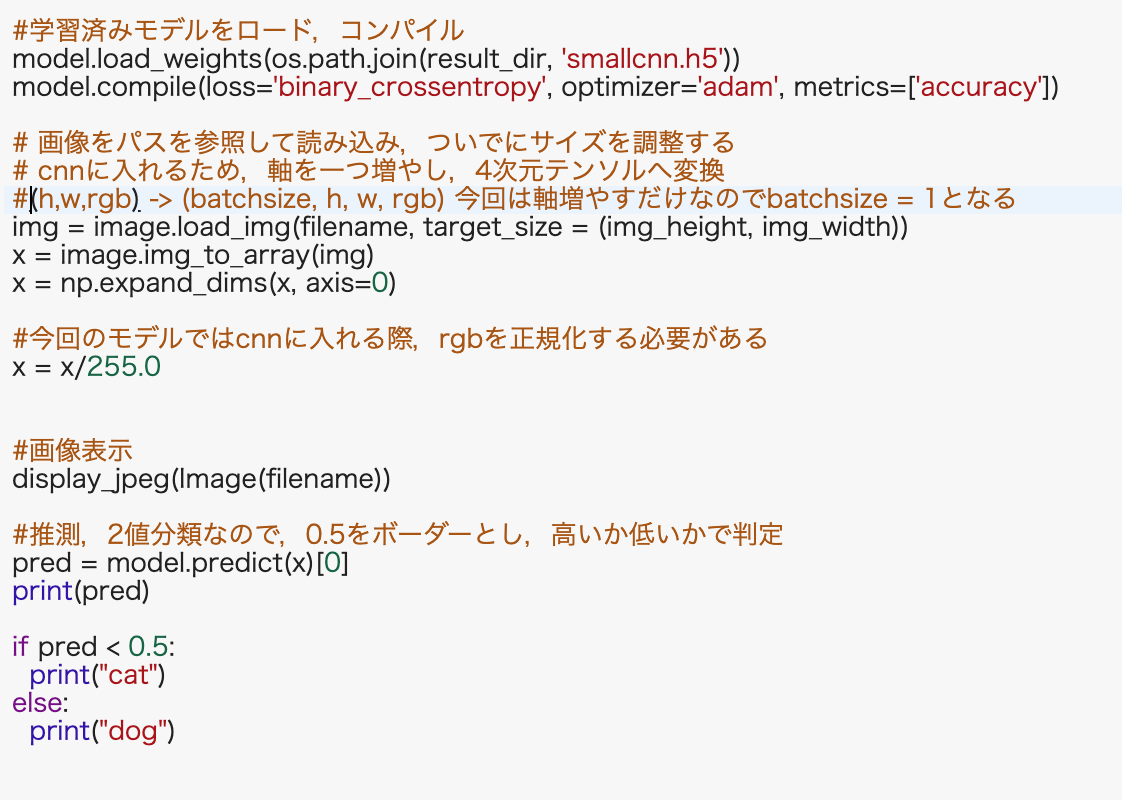 #学習済みモデルをロード，コンパイル
model.load_weights(os.path.join(result_dir, 'smallcnn.h5'))
model.compile(loss='binary_crossentropy', optimizer='adam', metrics=['accuracy'])
# 画像をパスを参照して読み込み，ついでにサイズを調整する
# cnnに入れるため，軸を一つ増やし，4次元テンソルへ変換
#(h,w,rgb) -> (batchsize, h, w, rgb) 今回は軸増やすだけなのでbatchsize = 1となる
img = image.load_img(filename, target_size = (img_height, img_width))
x = image.img_to_array(img)
x = np.expand_dims(x, axis=0)
#今回のモデルではcnnに入れる際，rgbを正規化する必要がある
x = x/255.0
#画像表示
display_jpeg(Image(filename))
#推測，2値分類なので，0.5をボーダーとし，高いか低いかで判定
pred = model.predict(x)[0]
print(pred)
if pred < 0.5:
  print("cat")
else:
  print("dog")